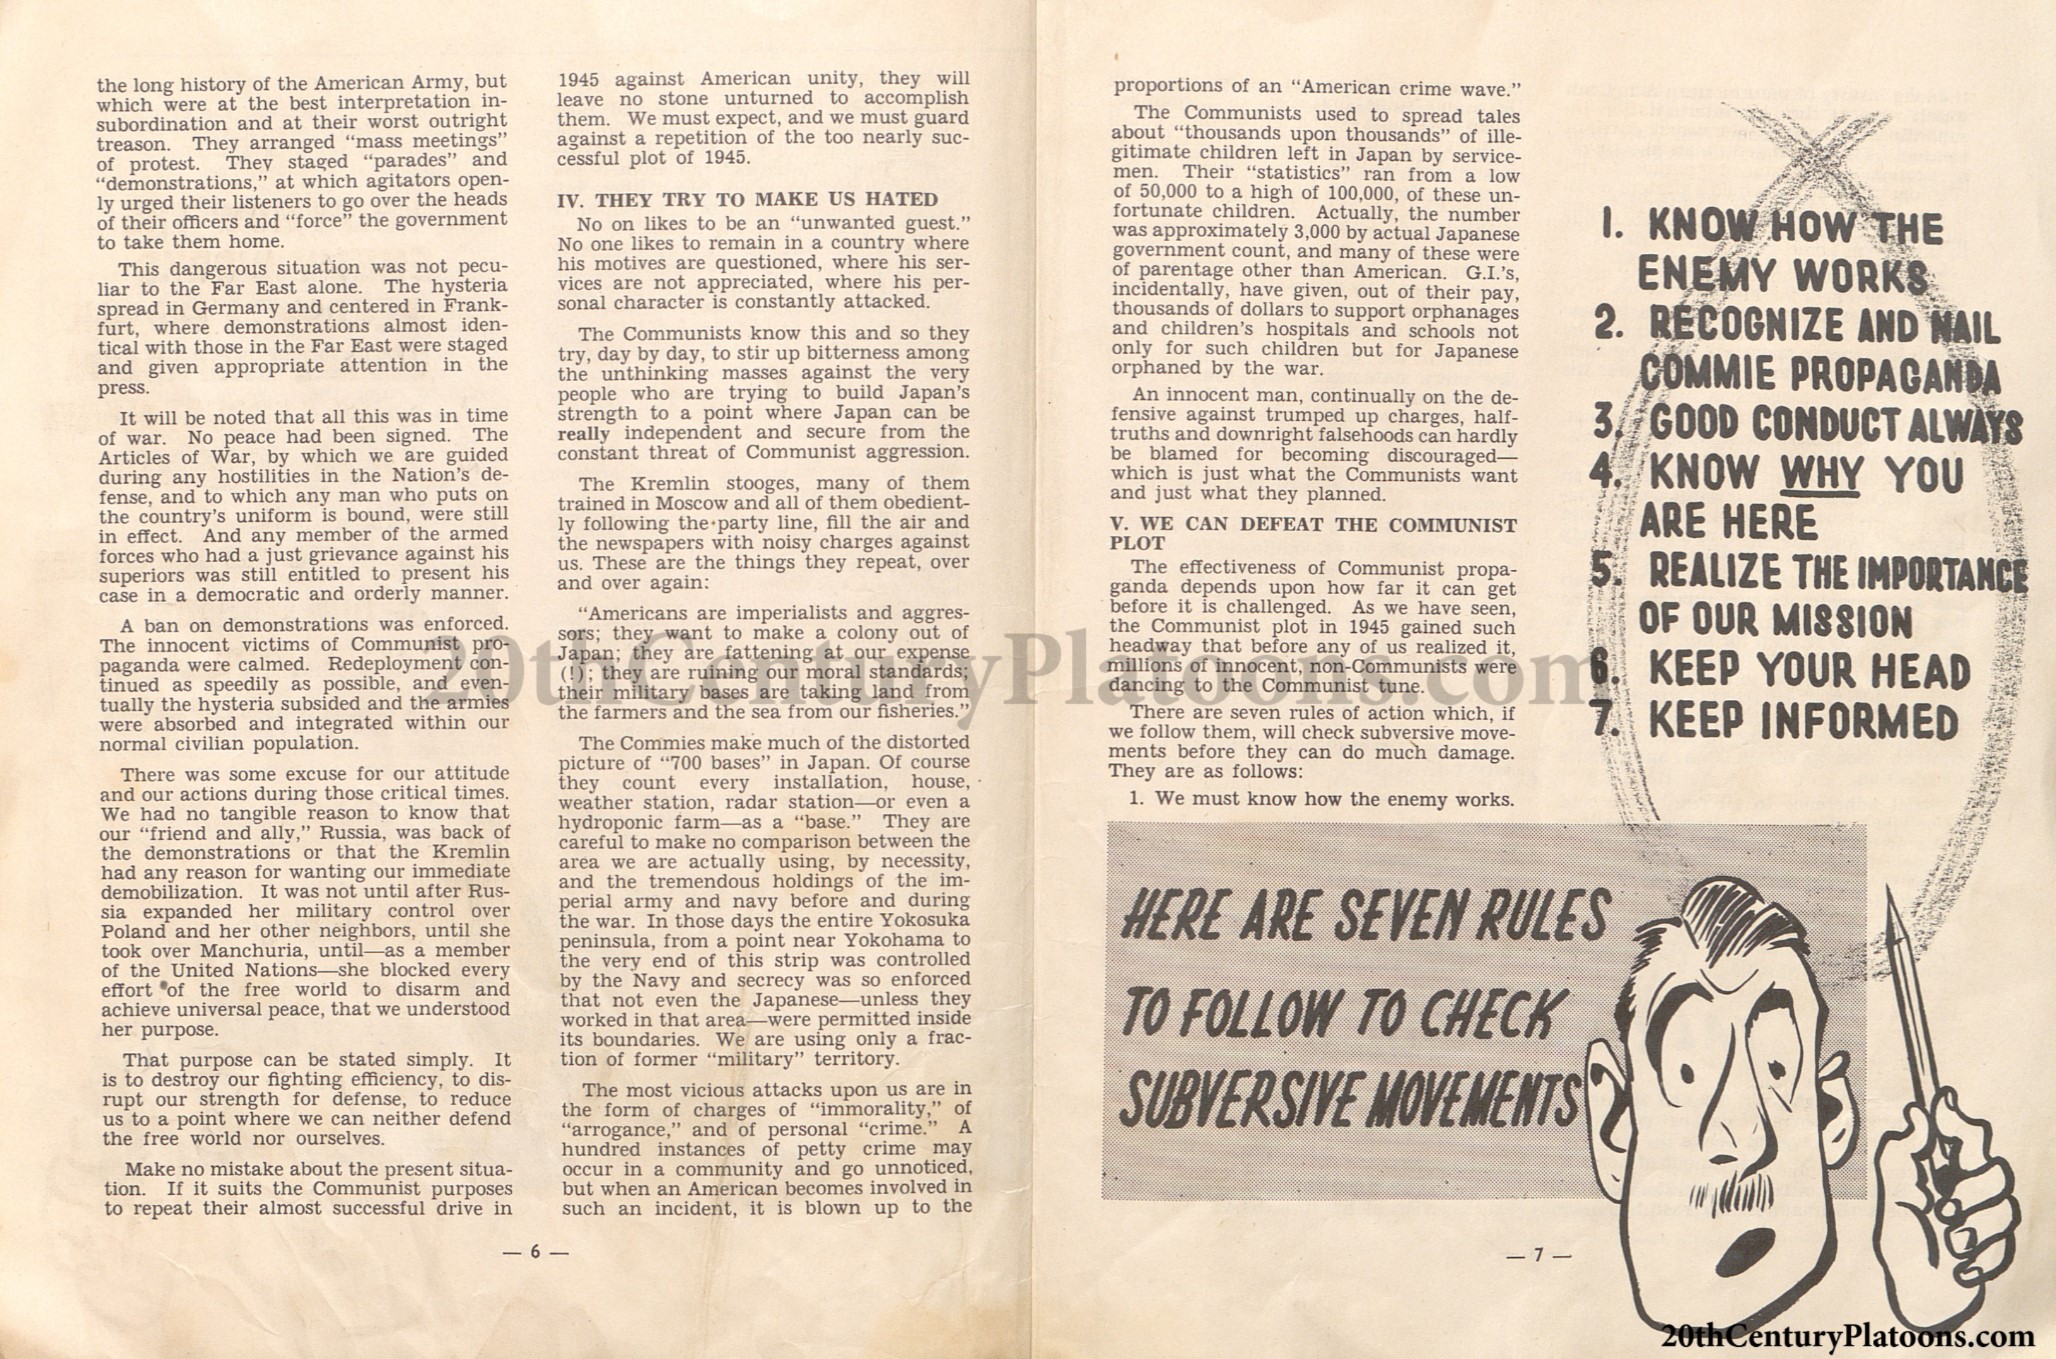 the long history of the American Army, but
which were at the best interpretation in-
subordination and at their worst outright
treason. They arranged “mass meetings”
of protest. They staged “parades” and
“demonstrations,” at which agitators open-
ly urged their listeners to go over the heads
of their officers and “force” the government
to take them home.
This dangerous situation was not pecu-
liar to the Far East alone. The hysteria
spread in Germany and centered in Frank-
furt, where demonstrations almost iden-
tical with those in the Far East were staged
and given appropriate attention in the
press.
It will be noted that all this was in time
of war. No peace had been signed. The
Articles of War, by which we are guided
during any hostilities in the Nation’s de-
fense, and to which any man who puts on
the country’s uniform is bound, were still
in effect. And any member of the armed
forces who had a just grievance against his
superiors was still entitled to present his
case in a democratic and orderly manner.
A ban on demonstrations was enforced.
The innocent victims of Communist pro-
paganda were calmed. Redeployment con-
tinued as speedily as possible, and even-
tually the hysteria subsided and the armies
were absorbed and integrated within our
normal civilian population.
There was some excuse for our attitude
and our actions during those critical times.
We had no tangible reason to know that
our “friend and ally,” Russia, was back of
the demonstrations or that the Kremlin
had any reason for wanting our immediate
demobilization. It was not until after Rus-
sia expanded her military control over
Poland and her other neighbors, until she
took over Manchuria, until—as a member
of the United Nations—she blocked every
effort of the free world to disarm and
achieve universal peace, that we understood
her purpose.
That purpose can be stated simply. It
is to destroy our fighting efficiency, to dis-
rupt our strength for defense, to reduce
us to a point where we can neither defend
the free world nor ourselves.
Make no mistake about the present situa-
tion. If it suits the Communist purposes
to repeat their almost successful drive in
1945 against American unity, they will
leave no stone unturned to accomplish
them. We must expect, and we must guard
against a repetition of the too nearly suc-
cessful plot of 1945.
IV. THEY TRY TO MAKE US HATED
No on likes to be an “unwanted guest.”
No one likes to remain in a country where
his motives are questioned, where his ser-
vices are not appreciated, where his per-
sonal character is constantly attacked.
The Communists know this and so they
try, day by day, to stir up bitterness among
the unthinking masses against the very
people who are trying to build Japan’s
strength to a point where Japan can be
really independent and secure from the
constant threat of Communist aggression.
The Kremlin stooges, many of them
trained in Moscow and all of them obedient-
ly following the party line, fill the air and
the newspapers with noisy charges against
us. These are the things they repeat, over
and over again:
“Americans are imperialists and aggres-
sors; they want to make a colony out of
Japan; they are fattening at our expense
(!); they are ruining our moral standards;
their military bases are taking land from
the farmers and the sea from our fisheries.”
The Commies make much of the distorted
picture of “700 bases” in Japan. Of course
they count every installation, house,
weather station, radar station—or even a
hydroponic farm—as a “base.” They are
careful to make no comparison between the
area we are actually using, by necessity,
and the tremendous holdings of the im-
perial army and navy before and during
the war. In those days the entire Yokosuka
peninsula, from a point near Yokohama to
the very end of this strip was controlled
by the Navy and secrecy was so enforced
that not even the Japanese—unless they
worked in that area—were permitted inside
its boundaries. We are using only a frac-
tion of former “military” territory.
The most vicious attacks upon us are in
the form of charges of “immorality,” of
“arrogance,” and of personal “crime.” A
hundred instances of petty crime may
occur in a community and go unnoticed,
but when an American becomes involved in
such an incident, it is blown up to the
— 6 —
proportions of an “American crime wave.”
The Communists used to spread tales
about “thousands upon thousands” of ille-
gitimate children left in Japan by service-
men. Their “statistics” ran from a low
of 50,000 to a high of 100,000, of these un-
fortunate children. Actually, the number
was approximately 3,000 by actual Japanese
government count, and many of these were
of parentage other than American. G.I.’s,
incidentally, have given, out of their pay,
thousands of dollars to support orphanages
and children’s hospitals and schools not
only for such children but for Japanese
orphaned by the war.
An innocent man, continually on the de-
fensive against trumped up charges, half-
truths and downright falsehoods can hardly
be blamed for becoming discouraged—
which is just what the Communists want
and just what they planned.
V. WE CAN DEFEAT THE COMMUNIST
PLOT
The effectiveness of Communist propa-
ganda depends upon how far it can get
before it is challenged. As we have seen,
the Communist plot in 1945 gained such
headway that before any of us realized it,
millions of innocent, non-Communists were
dancing to the Communist tune.
There are seven rules of action which, if
we follow them, will check subversive move-
ments before they can do much damage.
They are as follows:
1. We must know how the enemy works.
HERE ARE SEVEN RULES
TO FOLLOW TO CHECK
SUBVERSIVE MOVEMENTS
1. KNOW HOW THE
ENEMY WORKS
2. RECOGNIZE AND NAIL
COMMIE PROPAGANDA
3. GOOD CONDUCT ALWAYS
4. KNOW WHY YOU
ARE HERE
5. REALIZE THE IMPORTANCE
OF OUR MISSION
6. KEEP YOUR HEAD
7. KEEP INFORMED
— 7 —
20thCenturyPlatoons.com
20thCenturyPlatoons.com